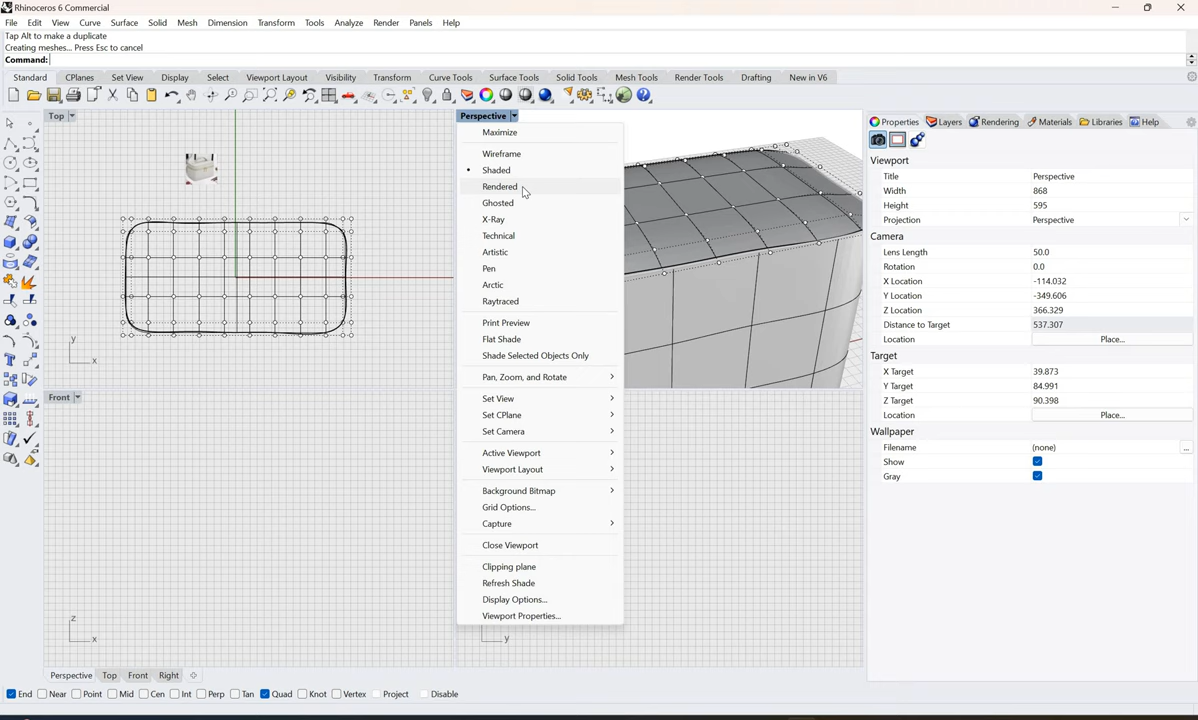 Rhinoceros 6 Commercial
File Edit View Curve Surface Solid Mesh Dimension Transform Tools Analyze Render Panels Help
Tap Alt to make a duplicate
Creating meshes... Press Esc to cancel
Command:
Standard CPlanes Set View Display Select Viewport Layout Visibility Transform Curve Tools Surface Tools Solid Tools Mesh Tools Render Tools Drafting New in V6
Top
Perspective
Maximize
Wireframe
Shaded
Rendered
Ghosted
X-Ray
Technical
Artistic
Pen
Arctic
Raytraced
Print Preview
Flat Shade
Shade Selected Objects Only
Pan, Zoom, and Rotate
Set View
Set CPlane
Set Camera
Active Viewport
Viewport Layout
Background Bitmap
Grid Options...
Capture
Close Viewport
Clipping plane
Refresh Shade
Display Options...
Viewport Properties...
y
x
Front
z
x
y
Properties Layers Rendering Materials Libraries Help
Viewport
Title Perspective
Width 868
Height 595
Projection Perspective
Camera
Lens Length 50.0
Rotation 0.0
X Location -114.032
Y Location -349.606
Z Location 366.329
Distance to Target 537.307
Location Place...
Target
X Target 39.873
Y Target 84.991
Z Target 90.398
Location Place...
Wallpaper
Filename (none) ...
Show
Gray
Perspective Top Front Right
End Near Point Mid Cen Int Perp Tan Quad Knot Vertex Project Disable